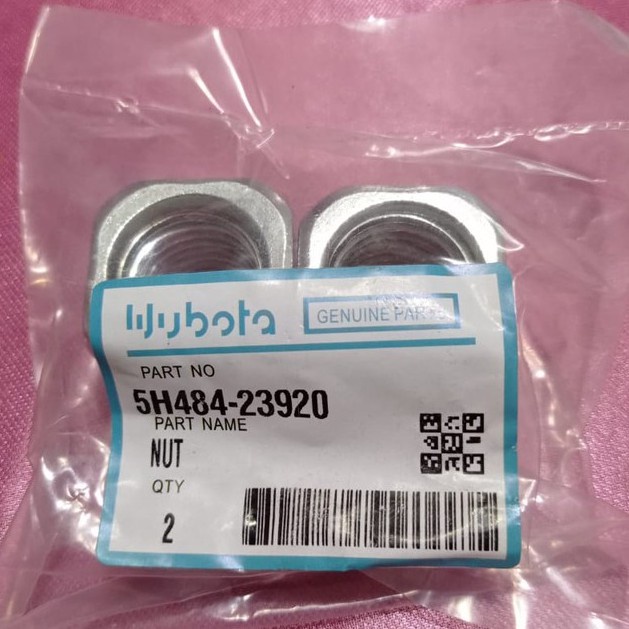 Kubota
GENUINE PARTS
PART NO
5H484-23920
PART NAME
NUT
QTY
2